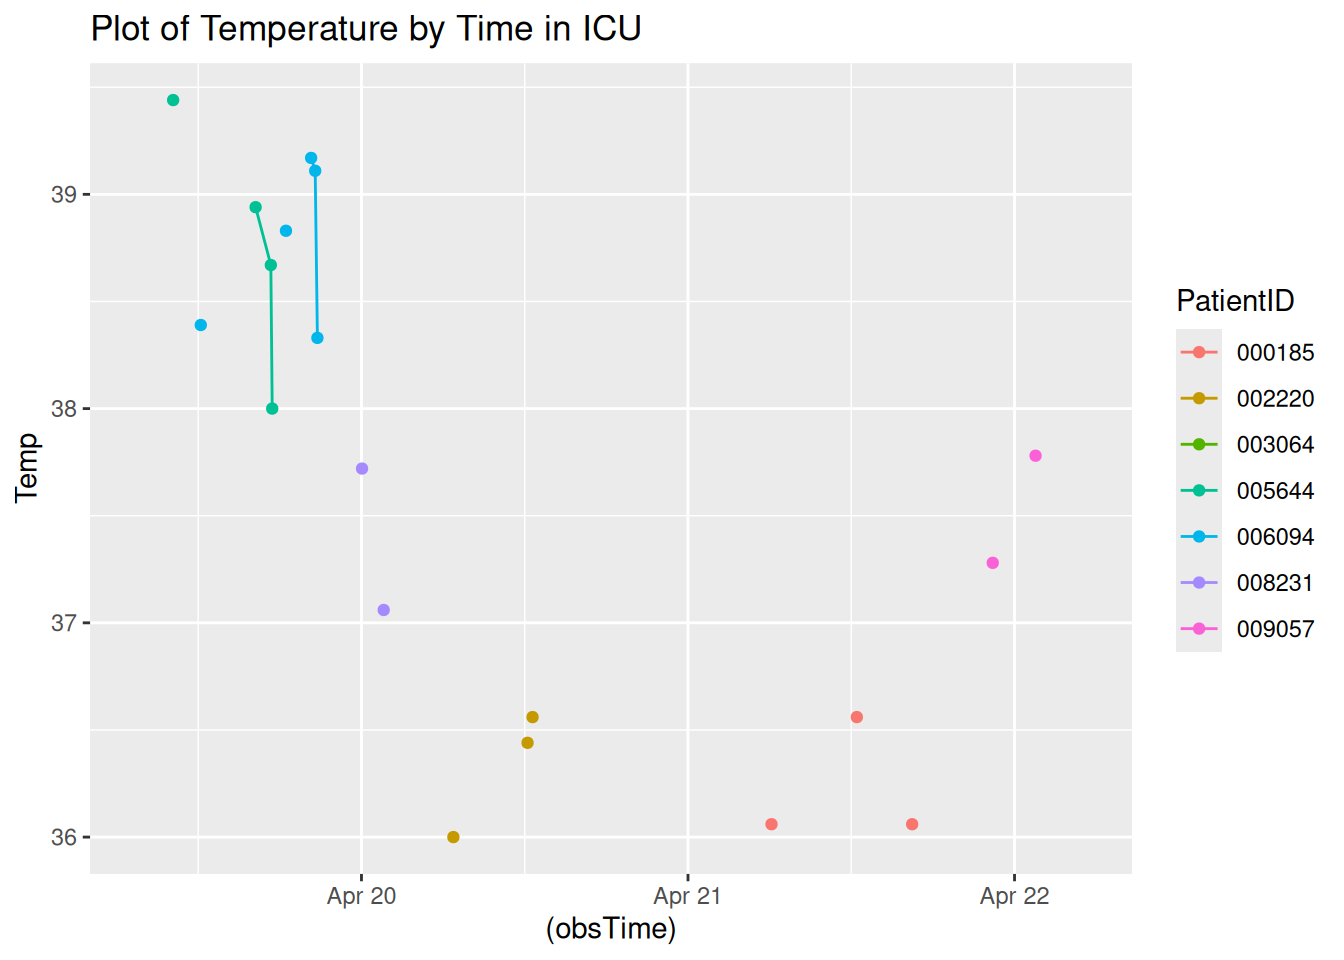 Plot of Temperature by Time in ICU
39
38
37
36
Temp
Apr 20
Apr 21
Apr 22
(obsTime)
PatientID
000185
002220
003064
005644
006094
008231
009057